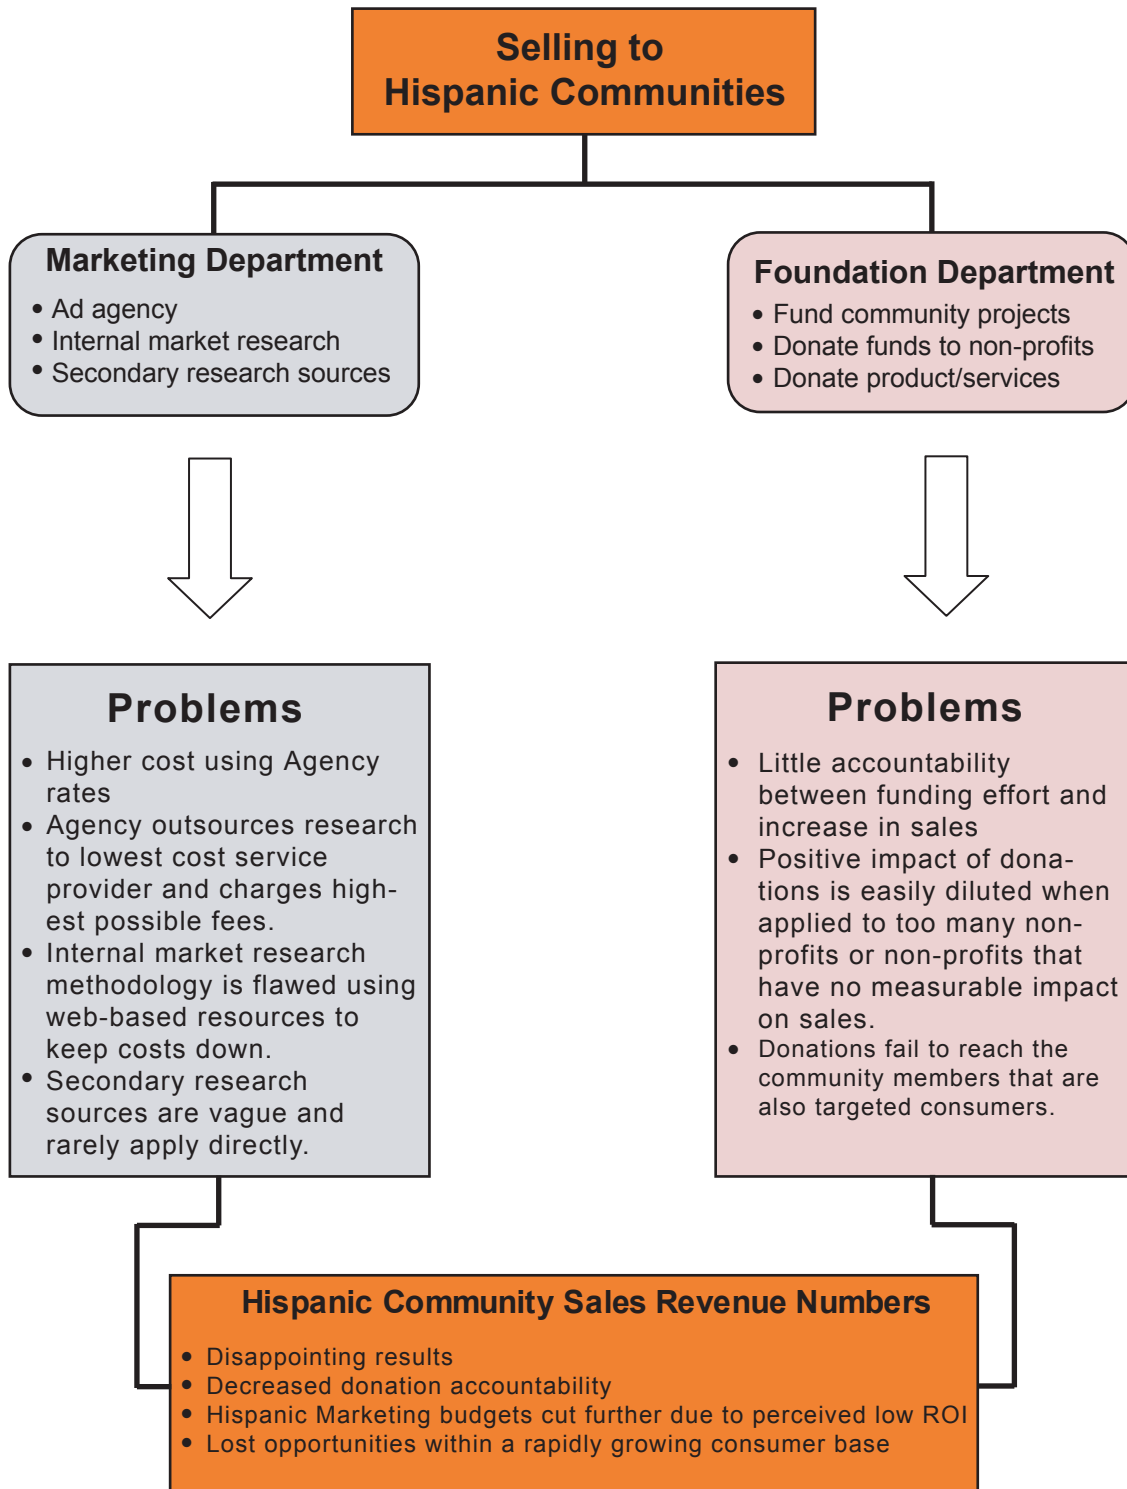 Selling to
Hispanic Communities
Marketing Department
• Ad agency
• Internal market research
• Secondary research sources
Foundation Department
• Fund community projects
• Donate funds to non-profits
• Donate product/services
Problems
• Higher cost using Agency
rates
• Agency outsources research
to lowest cost service
provider and charges high-
est possible fees.
• Internal market research
methodology is flawed using
web-based resources to
keep costs down.
• Secondary research
sources are vague and
rarely apply directly.
Problems
• Little accountability
between funding effort and
increase in sales
• Positive impact of dona-
tions is easily diluted when
applied to too many non-
profits or non-profits that
have no measurable impact
on sales.
• Donations fail to reach the
community members that are
also targeted consumers.
Hispanic Community Sales Revenue Numbers
• Disappointing results
• Decreased donation accountability
• Hispanic Marketing budgets cut further due to perceived low ROI
• Lost opportunities within a rapidly growing consumer base